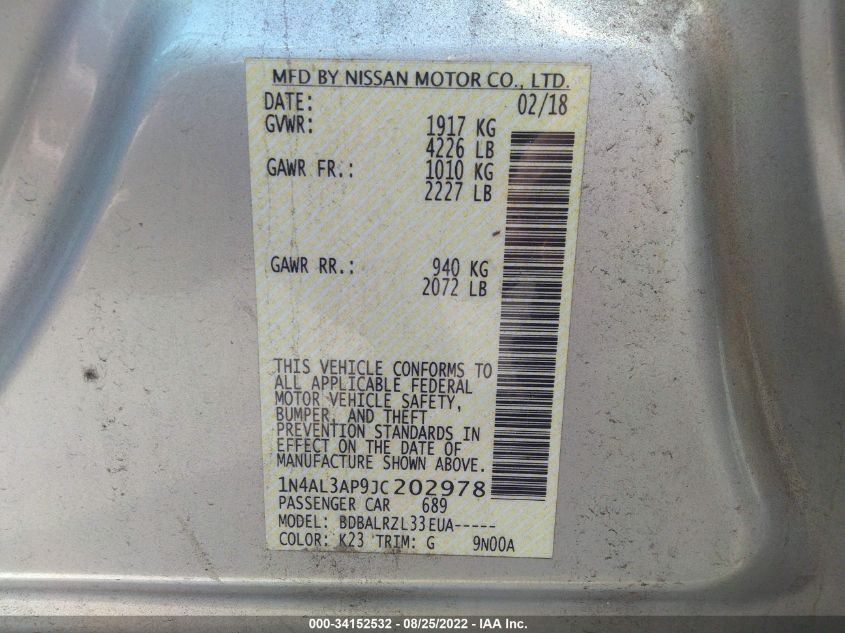 MFD BY NISSAN MOTOR CO., LTD.
DATE: 02/18
GVWR: 1917 KG
4226 LB
GAWR FR.: 1010 KG
2227 LB
GAWR RR.: 940 KG
2072 LB
THIS VEHICLE CONFORMS TO
ALL APPLICABLE FEDERAL
MOTOR VEHICLE SAFETY,
BUMPER, AND THEFT
PREVENTION STANDARDS IN
EFFECT ON THE DATE OF
MANUFACTURE SHOWN ABOVE.
1N4AL3AP9JC202978
PASSENGER CAR 689
MODEL: BDBALRZL33EUA-----
COLOR: K23 TRIM: G 9N00A
000-34152532 - 08/25/2022 - IAA Inc.